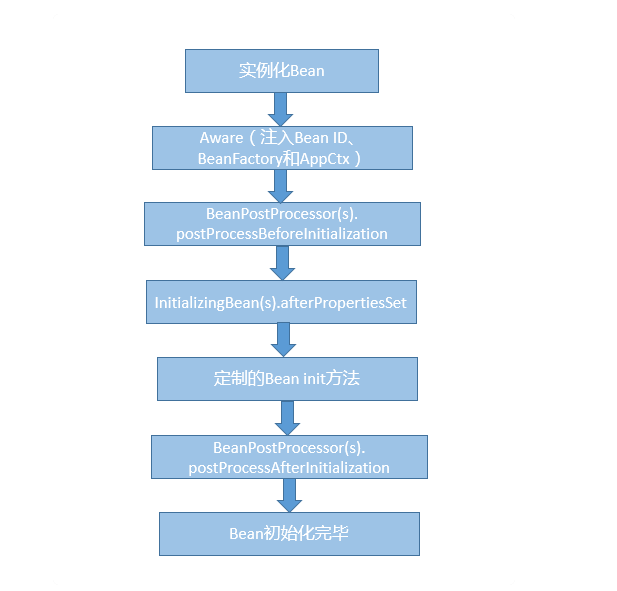 实例化Bean
Aware（注入Bean ID、
BeanFactory和AppCtx）
BeanPostProcessor(s).
postProcessBeforeInitialization
InitializingBean(s).afterPropertiesSet
定制的Bean init方法
BeanPostProcessor(s).
postProcessAfterInitialization
Bean初始化完毕